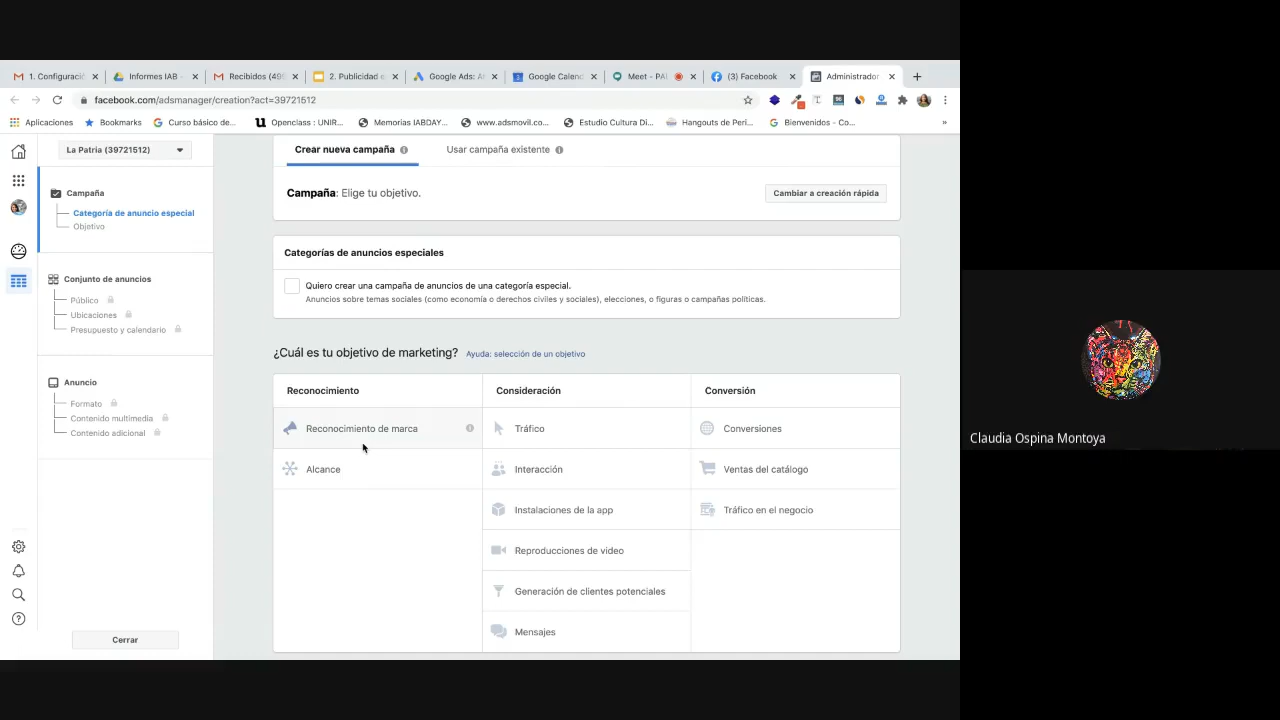 1. Configuraci
Informes IAB -
Recibidos (495
2. Publicidad e
Google Ads: Ar
Google Calend
Meet – PA
(3) Facebook
Administrador
facebook.com/adsmanager/creation?act=39721512
Aplicaciones
Bookmarks
Curso básico de...
Openclass : UNIR...
Memorias IABDAY...
www.adsmovil.co...
Estudio Cultura Di...
Hangouts de Peri...
Bienvenidos - Co...
»
La Patria (39721512)
Campaña
Categoría de anuncio especial
Objetivo
Conjunto de anuncios
Público
Ubicaciones
Presupuesto y calendario
Anuncio
Formato
Contenido multimedia
Contenido adicional
Cerrar
Crear nueva campaña
Usar campaña existente
Campaña: Elige tu objetivo.
Cambiar a creación rápida
Categorías de anuncios especiales
Quiero crear una campaña de anuncios de una categoría especial.
Anuncios sobre temas sociales (como economía o derechos civiles y sociales), elecciones, o figuras o campañas políticas.
¿Cuál es tu objetivo de marketing? Ayuda: selección de un objetivo
Reconocimiento
Consideración
Conversión
Reconocimiento de marca
Tráfico
Conversiones
Alcance
Interacción
Ventas del catálogo
Instalaciones de la app
Tráfico en el negocio
Reproducciones de video
Generación de clientes potenciales
Mensajes
Claudia Ospina Montoya